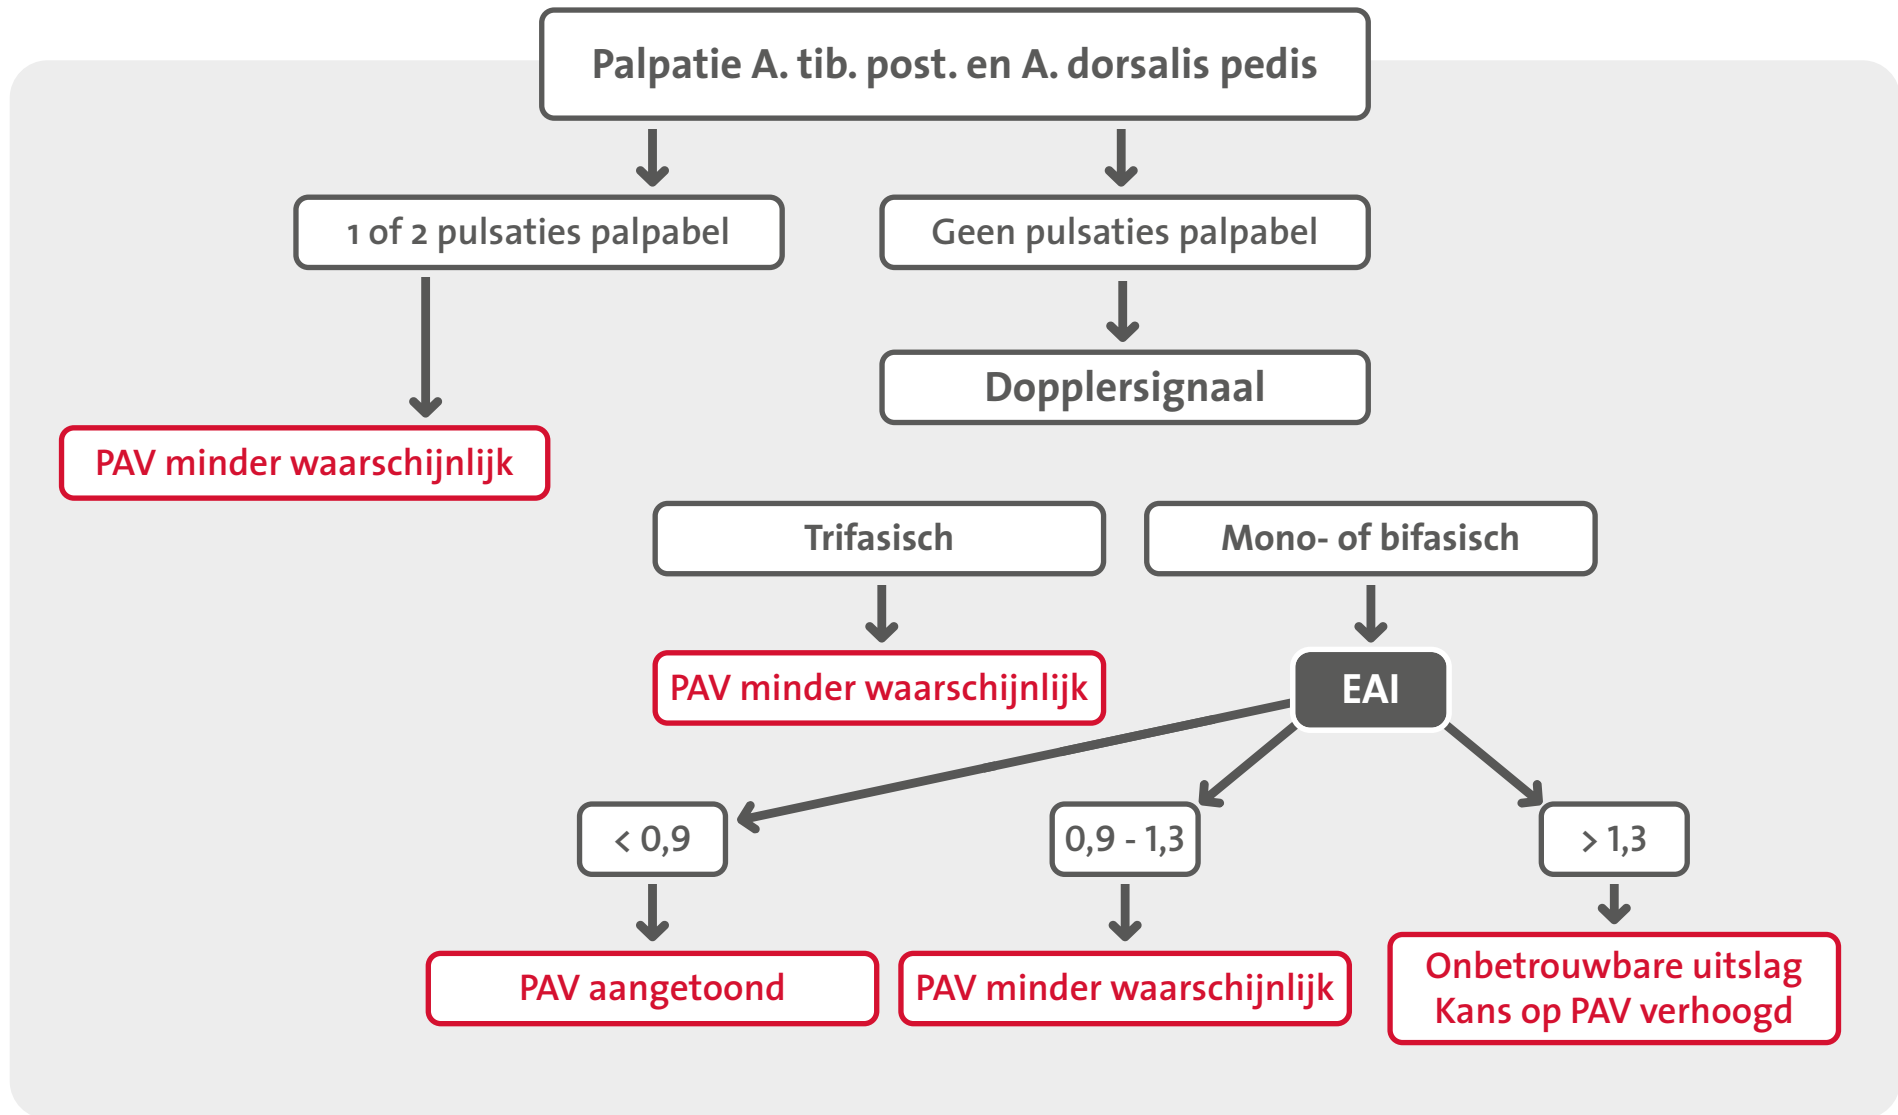 Palpatie A. tib. post. en A. dorsalis pedis
1 of 2 pulsaties palpabel
Geen pulsaties palpabel
Dopplersignaal
PAV minder waarschijnlijk
Trifasisch
Mono- of bifasisch
PAV minder waarschijnlijk
EAI
< 0,9
0,9 - 1,3
> 1,3
PAV aangetoond
PAV minder waarschijnlijk
Onbetrouwbare uitslag
Kans op PAV verhoogd